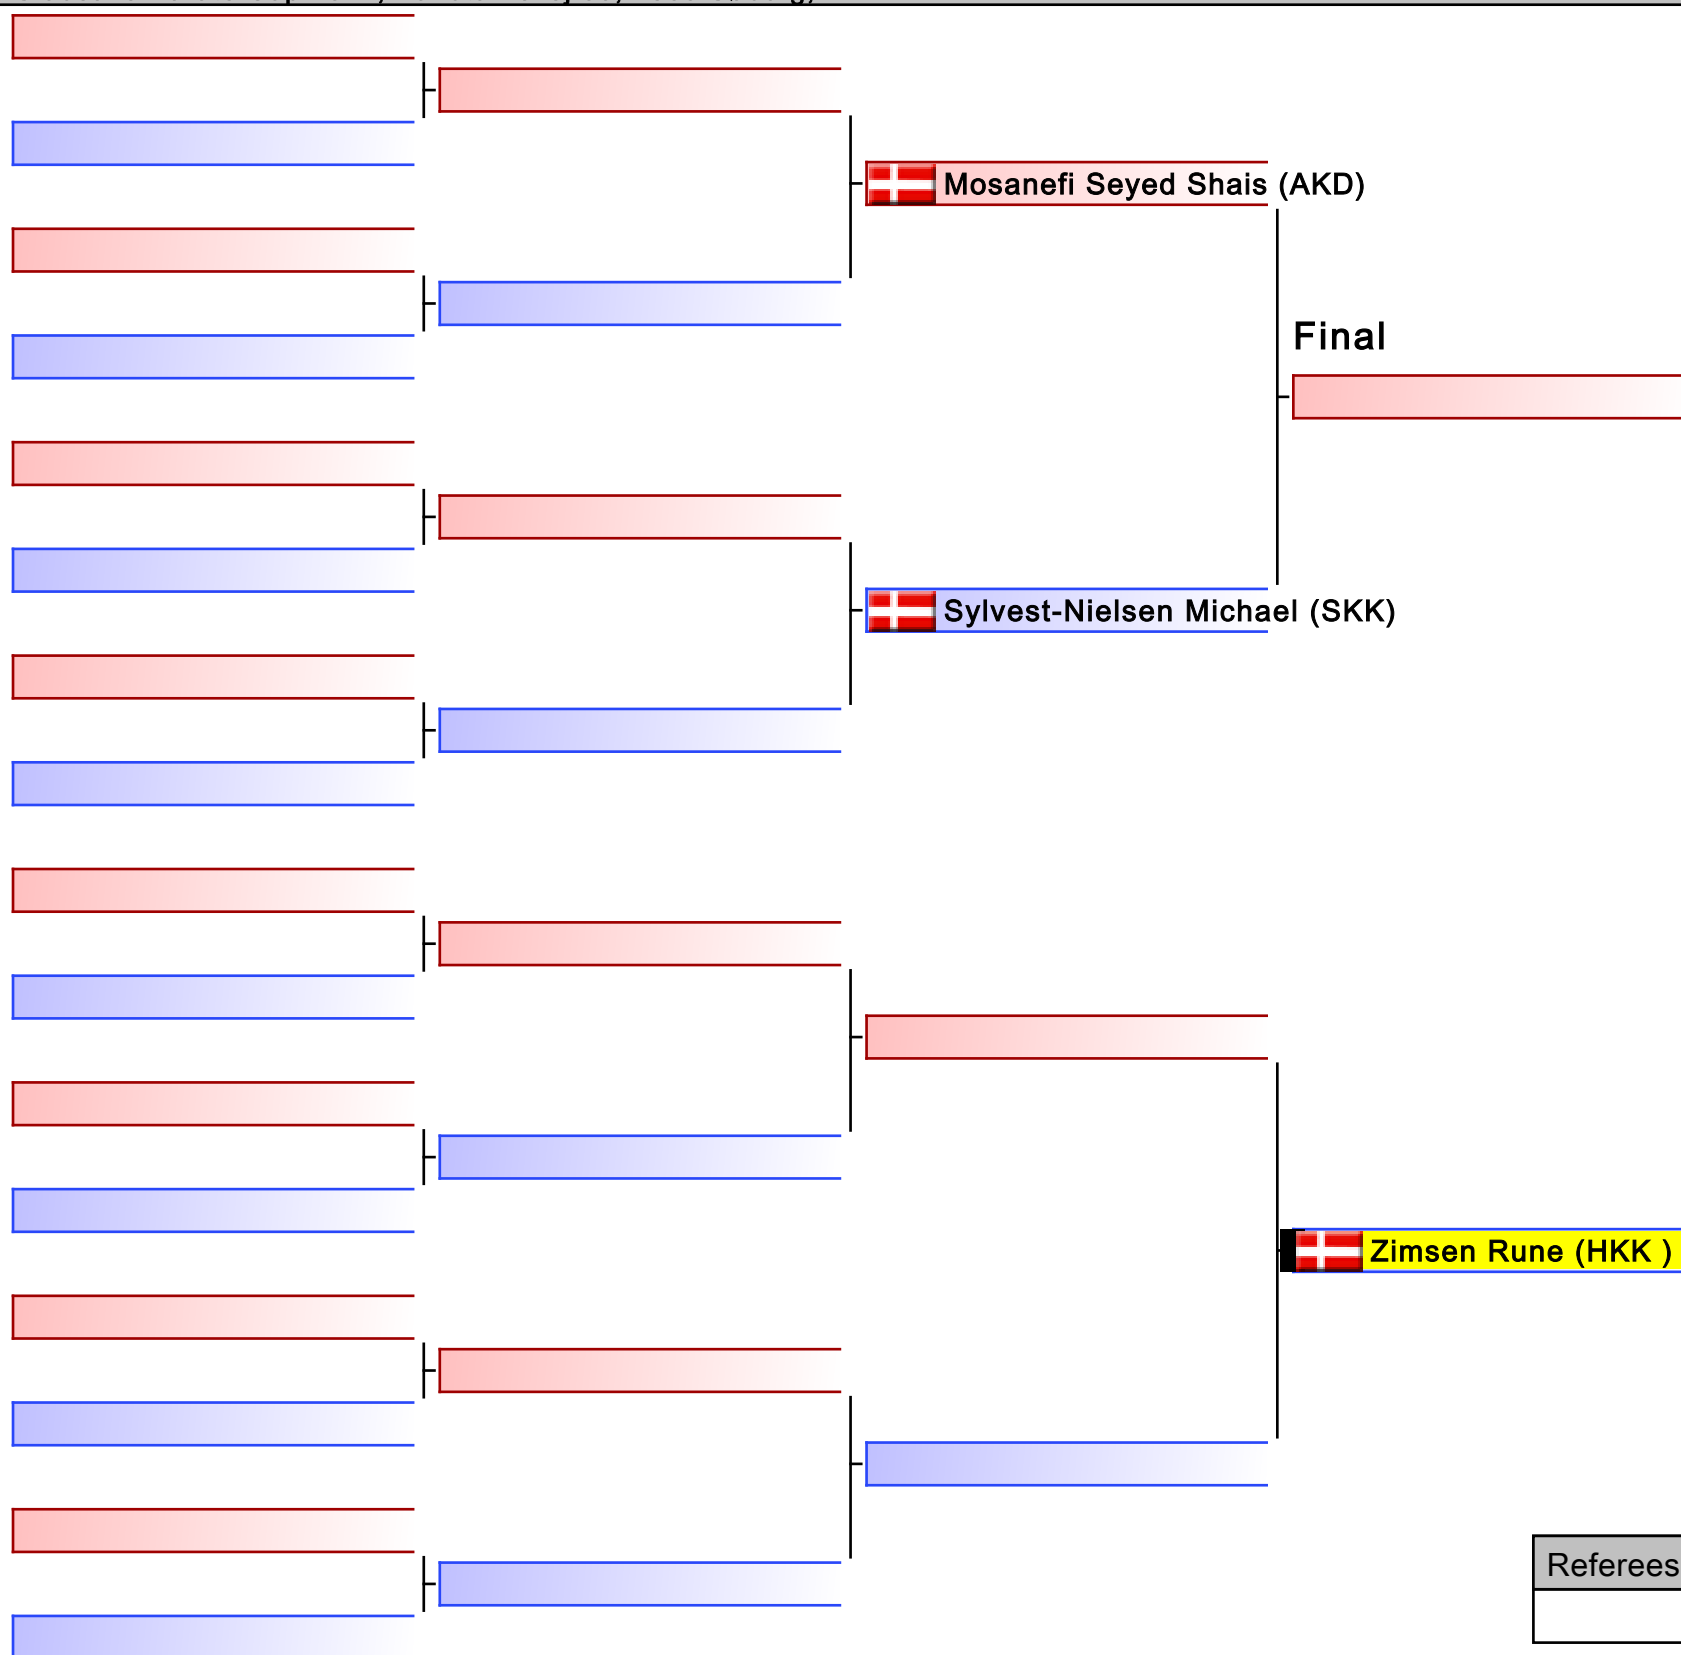 Mosanefi Seyed Shais (AKD)
Final
Sylvest-Nielsen Michael (SKK)
Zimsen Rune (HKK )
Referees